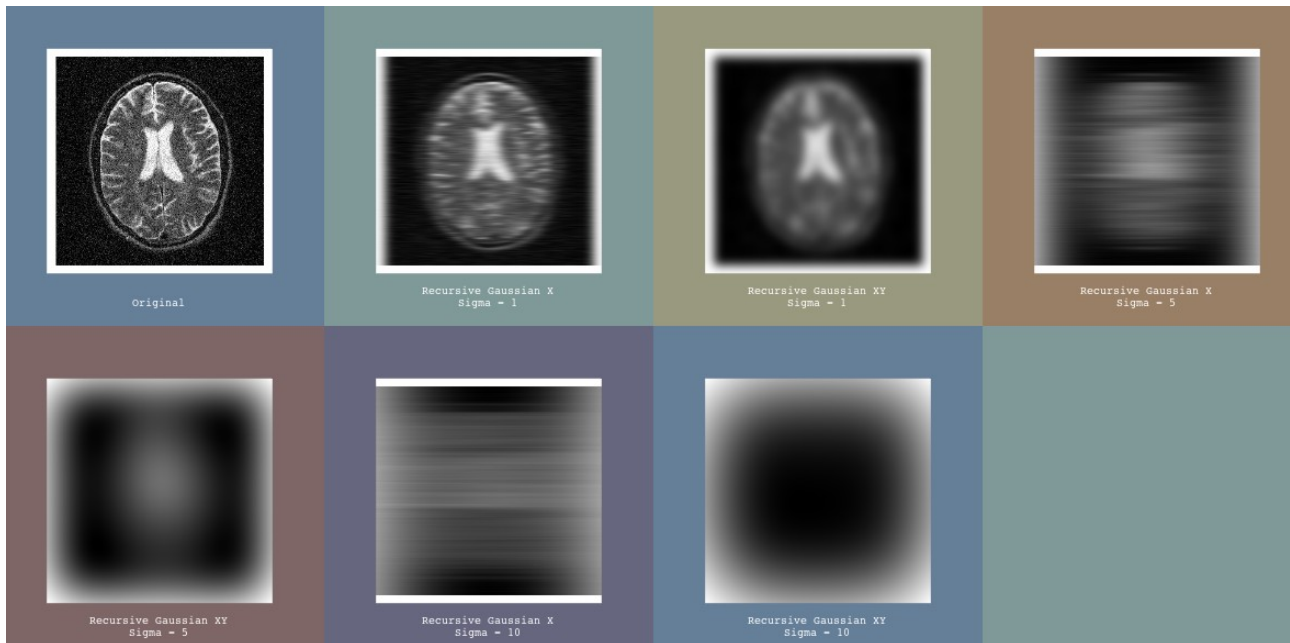 Original
Recursive Gaussian X
Sigma = 1
Recursive Gaussian XY
Sigma = 1
Recursive Gaussian X
Sigma = 5
Recursive Gaussian XY
Sigma = 5
Recursive Gaussian X
Sigma = 10
Recursive Gaussian XY
Sigma = 10